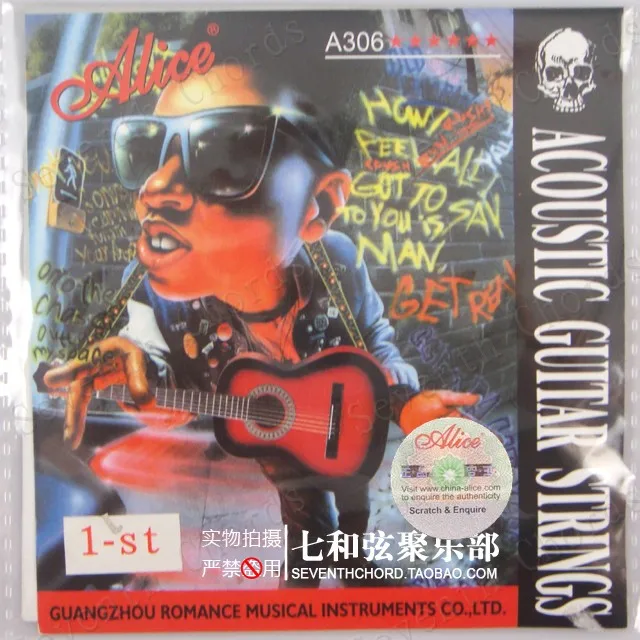 Alice®
A306 ★★★★★★
ACOUSTIC GUITAR STRINGS
HOW I
FEEL
GOT TO
SAY
TO YOU IS
MAN,
GET
Alice
Visit www.china-alice.com
to enquire the authenticity
Scratch & Enquire
1-st
实物拍摄
严禁 用
七和弦聚乐部
SEVENTHCHORD.TAOBAO.COM
GUANGZHOU ROMANCE MUSICAL INSTRUMENTS CO.,LTD.